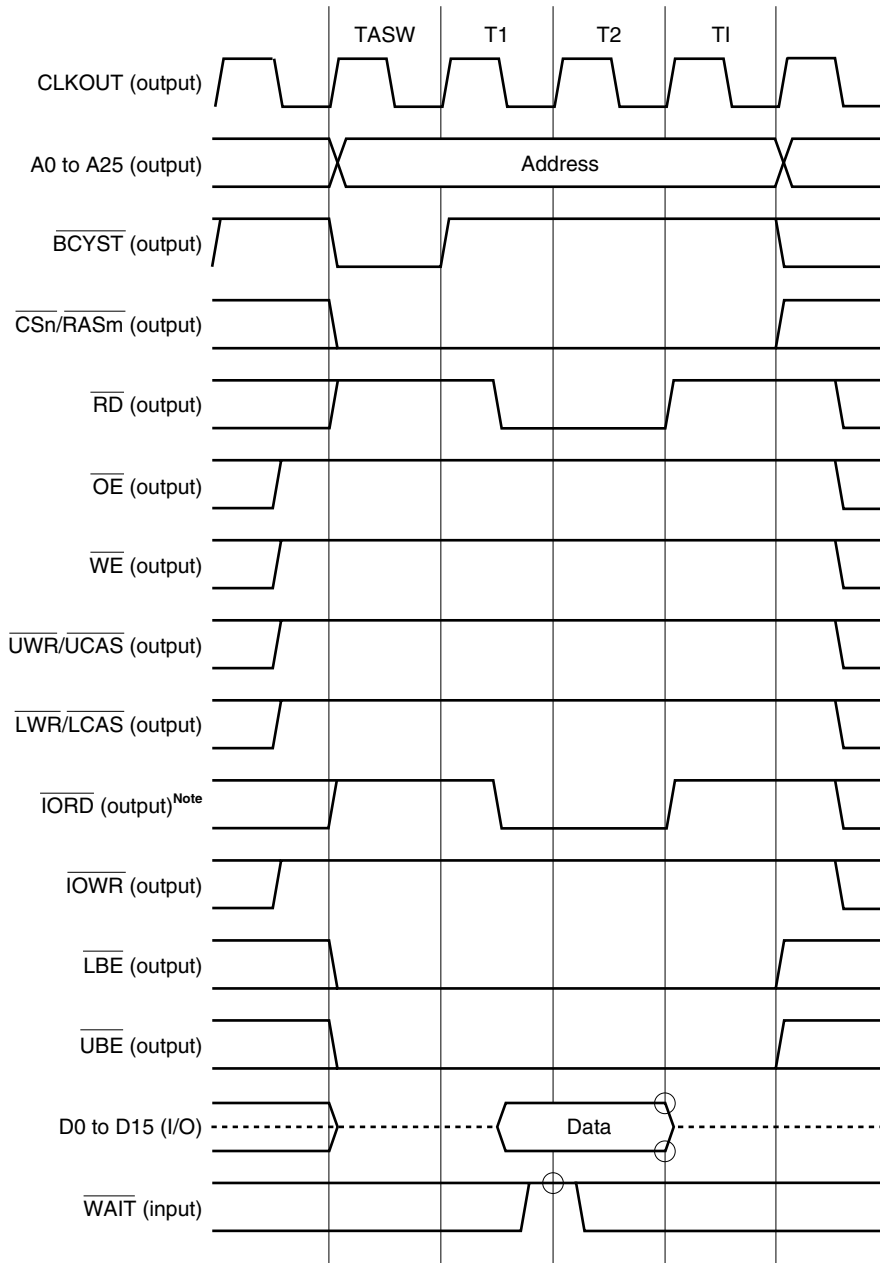 TASW T1 T2 TI
CLKOUT (output)
A0 to A25 (output) Address
BCYST (output)
CSn/RASm (output)
RD (output)
OE (output)
WE (output)
UWR/UCAS (output)
LWR/LCAS (output)
IORD (output)Note
IOWR (output)
LBE (output)
UBE (output)
D0 to D15 (I/O) Data
WAIT (input)